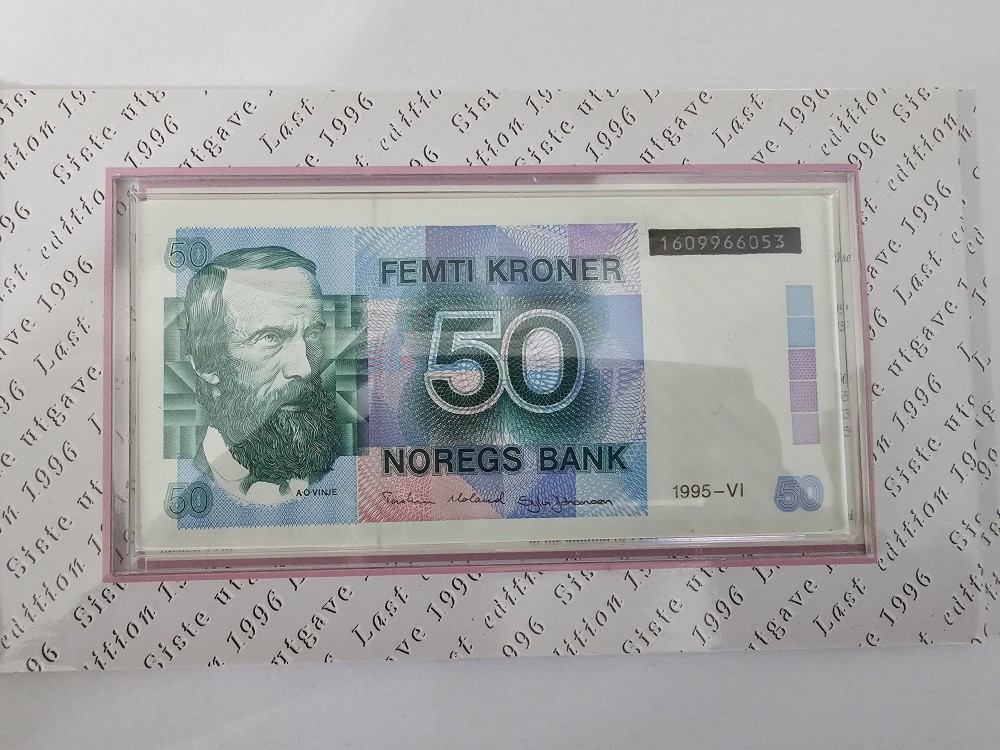 Siste utgave 1996
Last edition 1996
50
FEMTI KRONER
1609966053
50
NOREGS BANK
A·O·VINJE
50
1995–VI
50